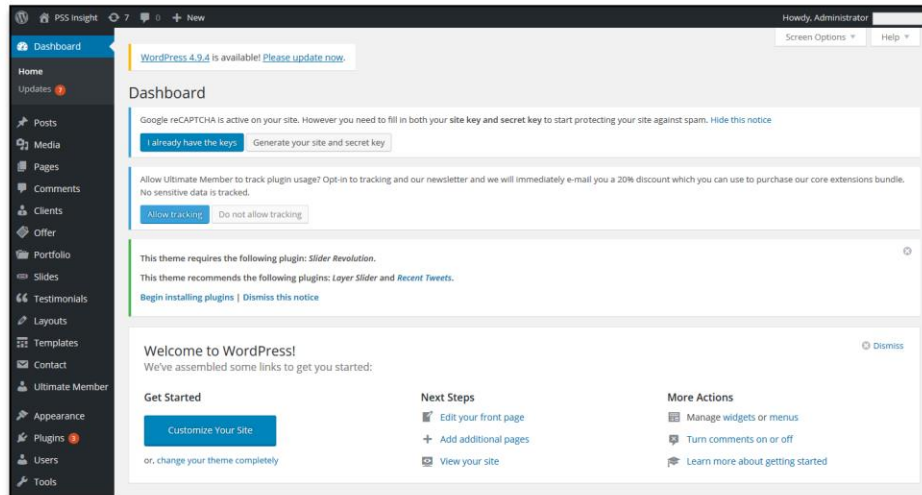 PSS Insight 7 0 + New
Howdy, Administrator
Screen Options Help
Dashboard
Home
Updates 3
Posts
Media
Pages
Comments
Clients
Offer
Portfolio
Slides
Testimonials
Layouts
Templates
Contact
Ultimate Member
Appearance
Plugins 3
Users
Tools
WordPress 4.9.4 is available! Please update now.
Dashboard
Google reCAPTCHA is active on your site. However you need to fill in both your site key and secret key to start protecting your site against spam. Hide this notice
I already have the keys Generate your site and secret key
Allow Ultimate Member to track plugin usage? Opt-in to tracking and our newsletter and we will immediately e-mail you a 20% discount which you can use to purchase our core extensions bundle.
No sensitive data is tracked.
Allow tracking Do not allow tracking
This theme requires the following plugin: Slider Revolution.
This theme recommends the following plugins: Layer Slider and Recent Tweets.
Begin installing plugins | Dismiss this notice
Welcome to WordPress!
Dismiss
We've assembled some links to get you started:
Get Started
Customize Your Site
or, change your theme completely
Next Steps
Edit your front page
Add additional pages
View your site
More Actions
Manage widgets or menus
Turn comments on or off
Learn more about getting started